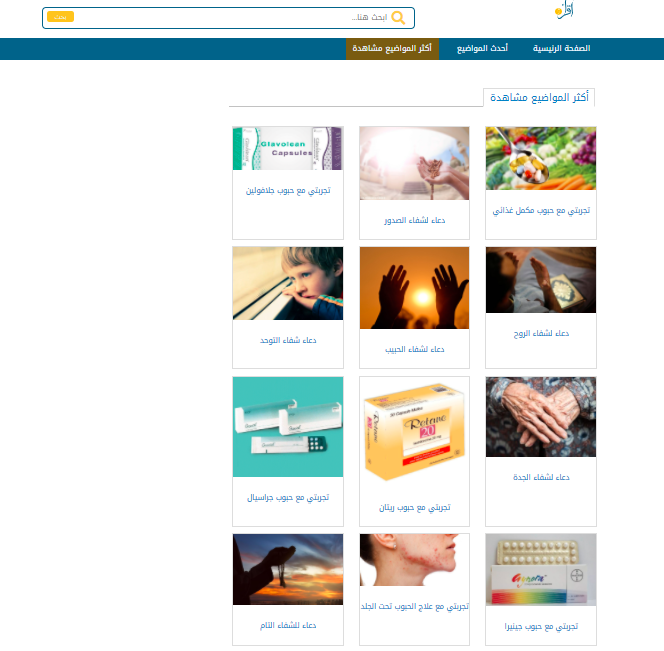 اقرأ
ابحث هنا...
بحث
الصفحة الرئيسية
أحدث المواضيع
أكثر المواضيع مشاهدة
أكثر المواضيع مشاهدة
تجربتي مع حبوب مكمل غذائي
دعاء لشفاء الصدور
Glavolcan
Capsules
تجربتي مع حبوب جلافولين
دعاء لشفاء الروح
دعاء لشفاء الحبيب
دعاء شفاء التوحد
دعاء لشفاء الجدة
Retane
20
تجربتي مع حبوب ريتان
تجربتي مع حبوب جراسيال
تجربتي مع حبوب جينيرا
تجربتي مع علاج الحبوب تحت الجلد
دعاء للشفاء التام